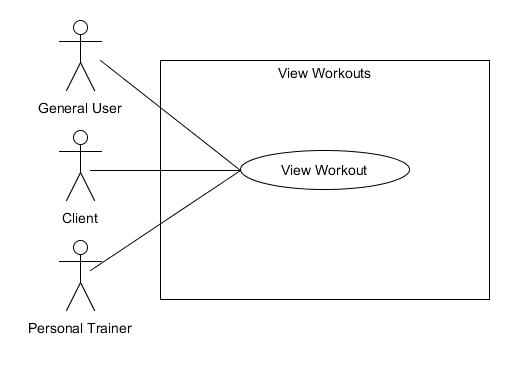 View Workouts
General User
View Workout
Client
Personal Trainer